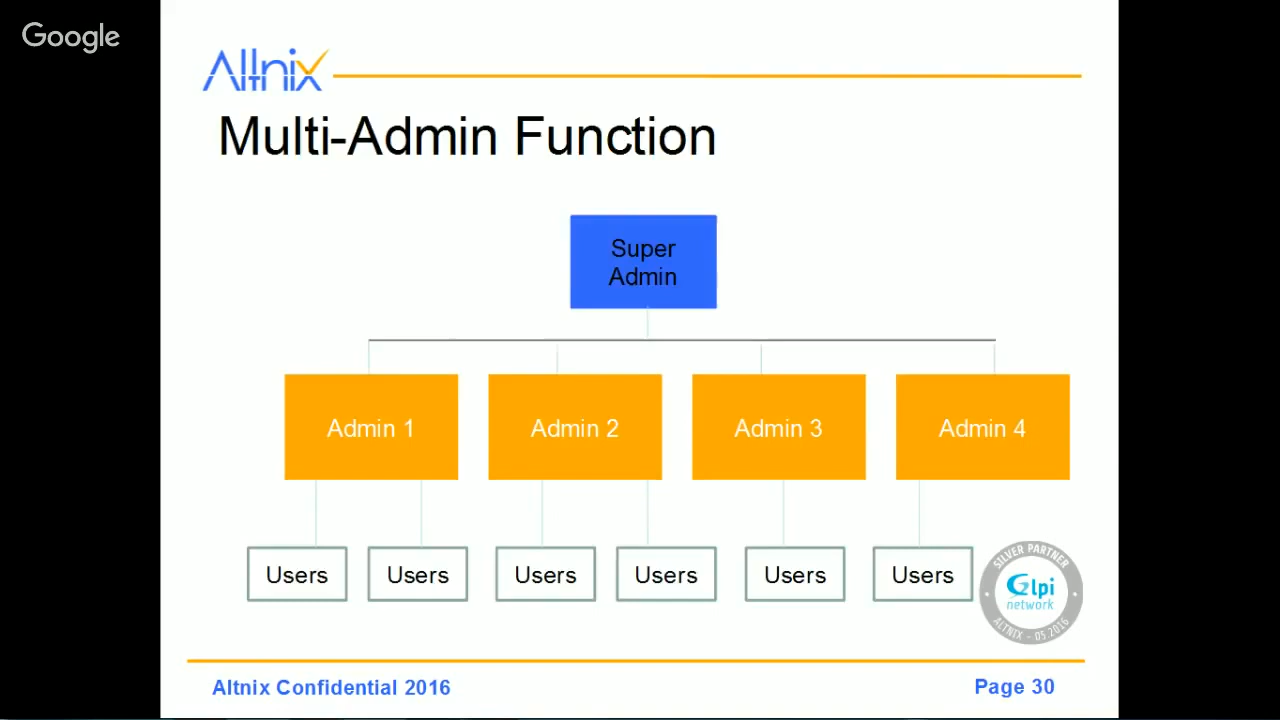 Google
Altnix
Multi-Admin Function
Super
Admin
Admin 1
Admin 2
Admin 3
Admin 4
Users
Users
Users
Users
Users
Users
SILVER PARTNER
Glpi
network
ALTNIX - 05.2016
Altnix Confidential 2016
Page 30